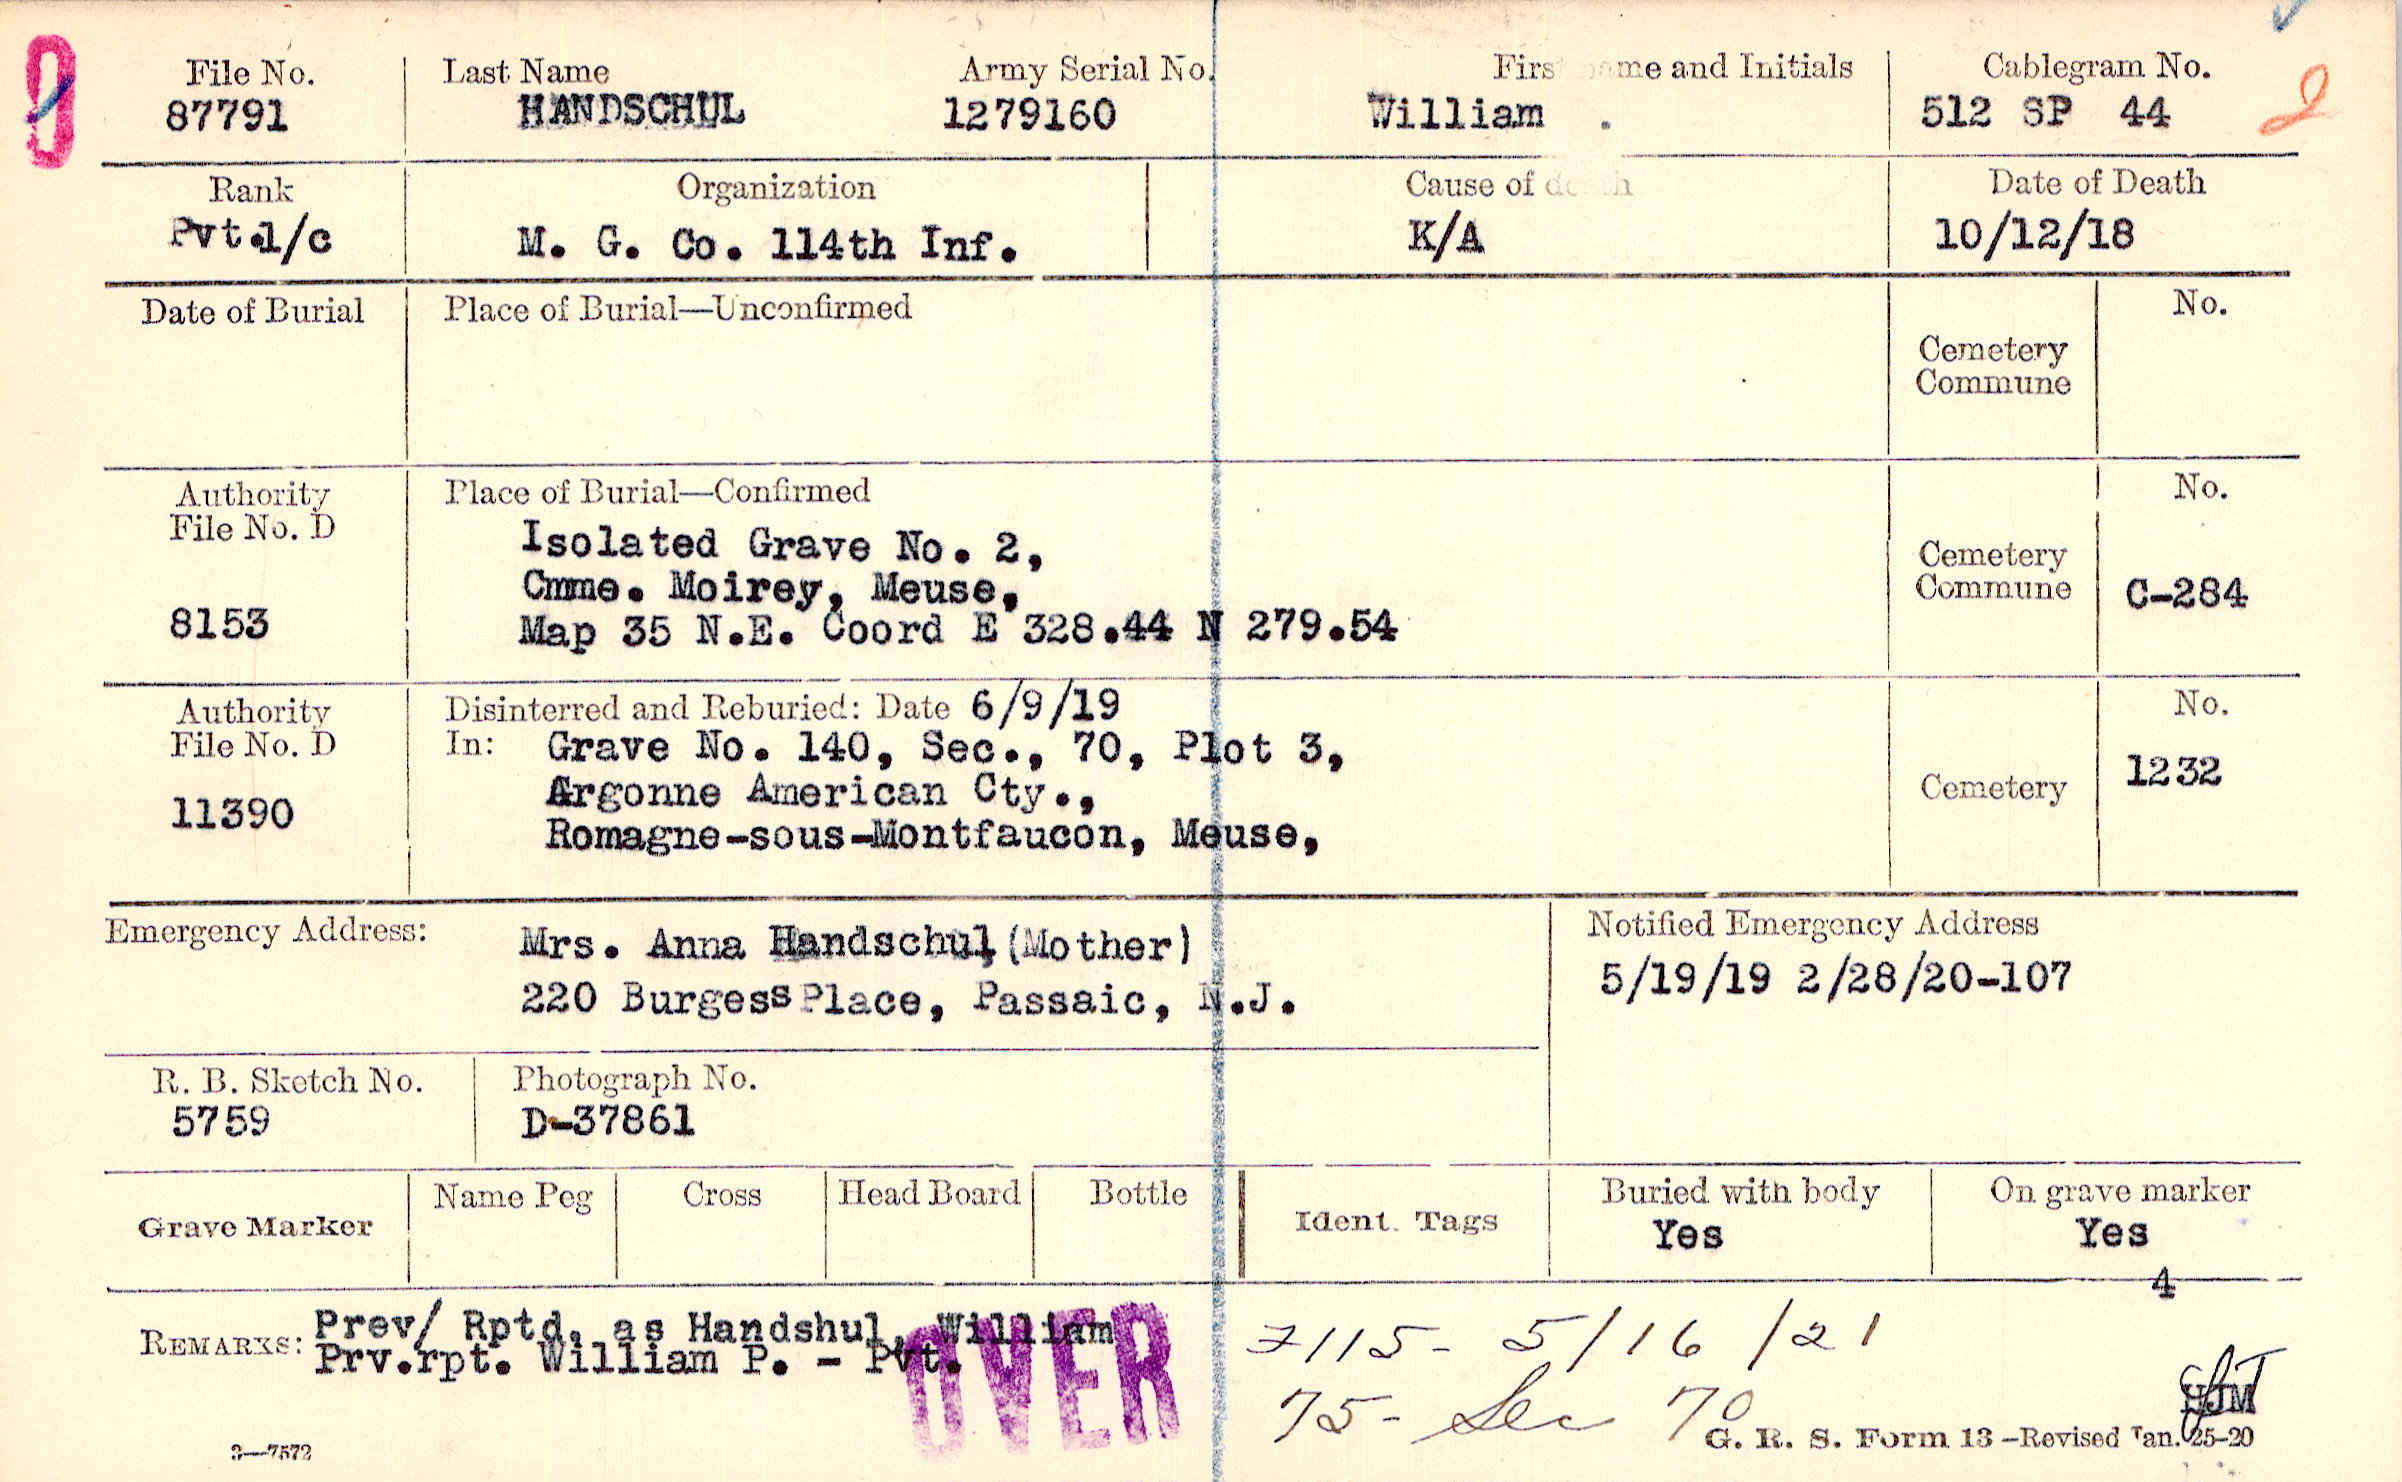 File No. Last Name Army Serial No. First name and Initials Cablegram No.
87791 HANDSCHUL 1279160 William . 512 SP 44 2
Rank Organization Cause of death Date of Death
Pvt.1/c M. G. Co. 114th Inf. K/A 10/12/18
Date of Burial Place of Burial—Unconfirmed No.
Cemetery
Commune
Authority Place of Burial—Confirmed No.
File No. D
Isolated Grave No. 2,
Cemetery
Cmme. Moirey, Meuse,
Commune C-284
8153 Map 35 N.E. Coord E 328.44 N 279.54
Authority Disinterred and Reburied: Date 6/9/19 No.
File No. D In: Grave No. 140, Sec., 70, Plot 3,
Argonne American Cty., Cemetery 1232
11390
Romagne-sous-Montfaucon, Meuse,
Emergency Address: Mrs. Anna Handschul, (Mother) Notified Emergency Address
220 Burgess Place, Passaic, N.J. 5/19/19 2/28/20-107
R. B. Sketch No. Photograph No.
5759 D-37861
Grave Marker Name Peg Cross Head Board Bottle Ident. Tags Buried with body On grave marker
Yes Yes
4
REMARKS: Prev/ Rptd. as Handshul, William
Prv.rpt. William P. - Pvt.
OVER
7115- 5/16/21
75- Sec 70
HJM
3—7572 G. R. S. Form 13—Revised Jan. 25-20